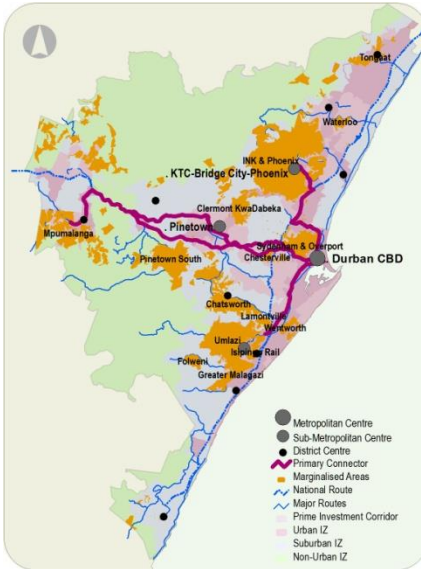 Tongaat
Waterloo
INK & Phoenix
KTC-Bridge City-Phoenix
Clermont KwaDabeka
Pinetown
Mpumalanga
Sydenham & Overport
Chesterville
Durban CBD
Pinetown South
Chatsworth
Lamontville
Wentworth
Umlazi
Isipingo Rail
Folweni
Greater Malagazi
Metropolitan Centre
Sub-Metropolitan Centre
District Centre
Primary Connector
Marginalised Areas
National Route
Major Routes
Prime Investment Corridor
Urban IZ
Suburban IZ
Non-Urban IZ